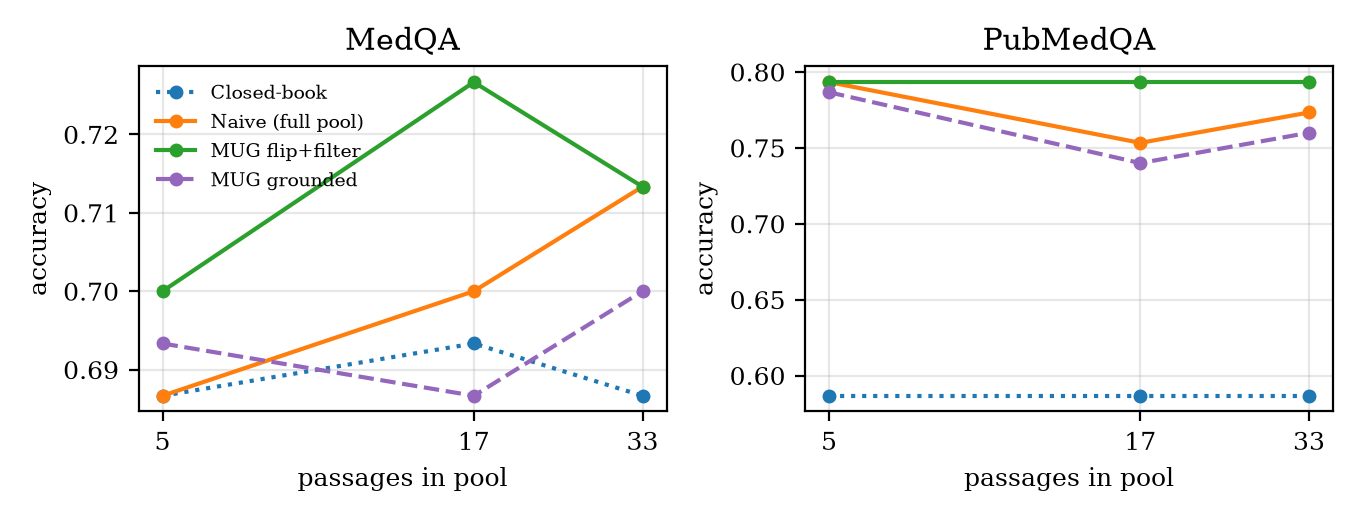 MedQA
accuracy
0.72
0.71
0.70
0.69
Closed-book
Naive (full pool)
MUG flip+filter
MUG grounded
5
17
33
passages in pool
PubMedQA
accuracy
0.80
0.75
0.70
0.65
0.60
5
17
33
passages in pool